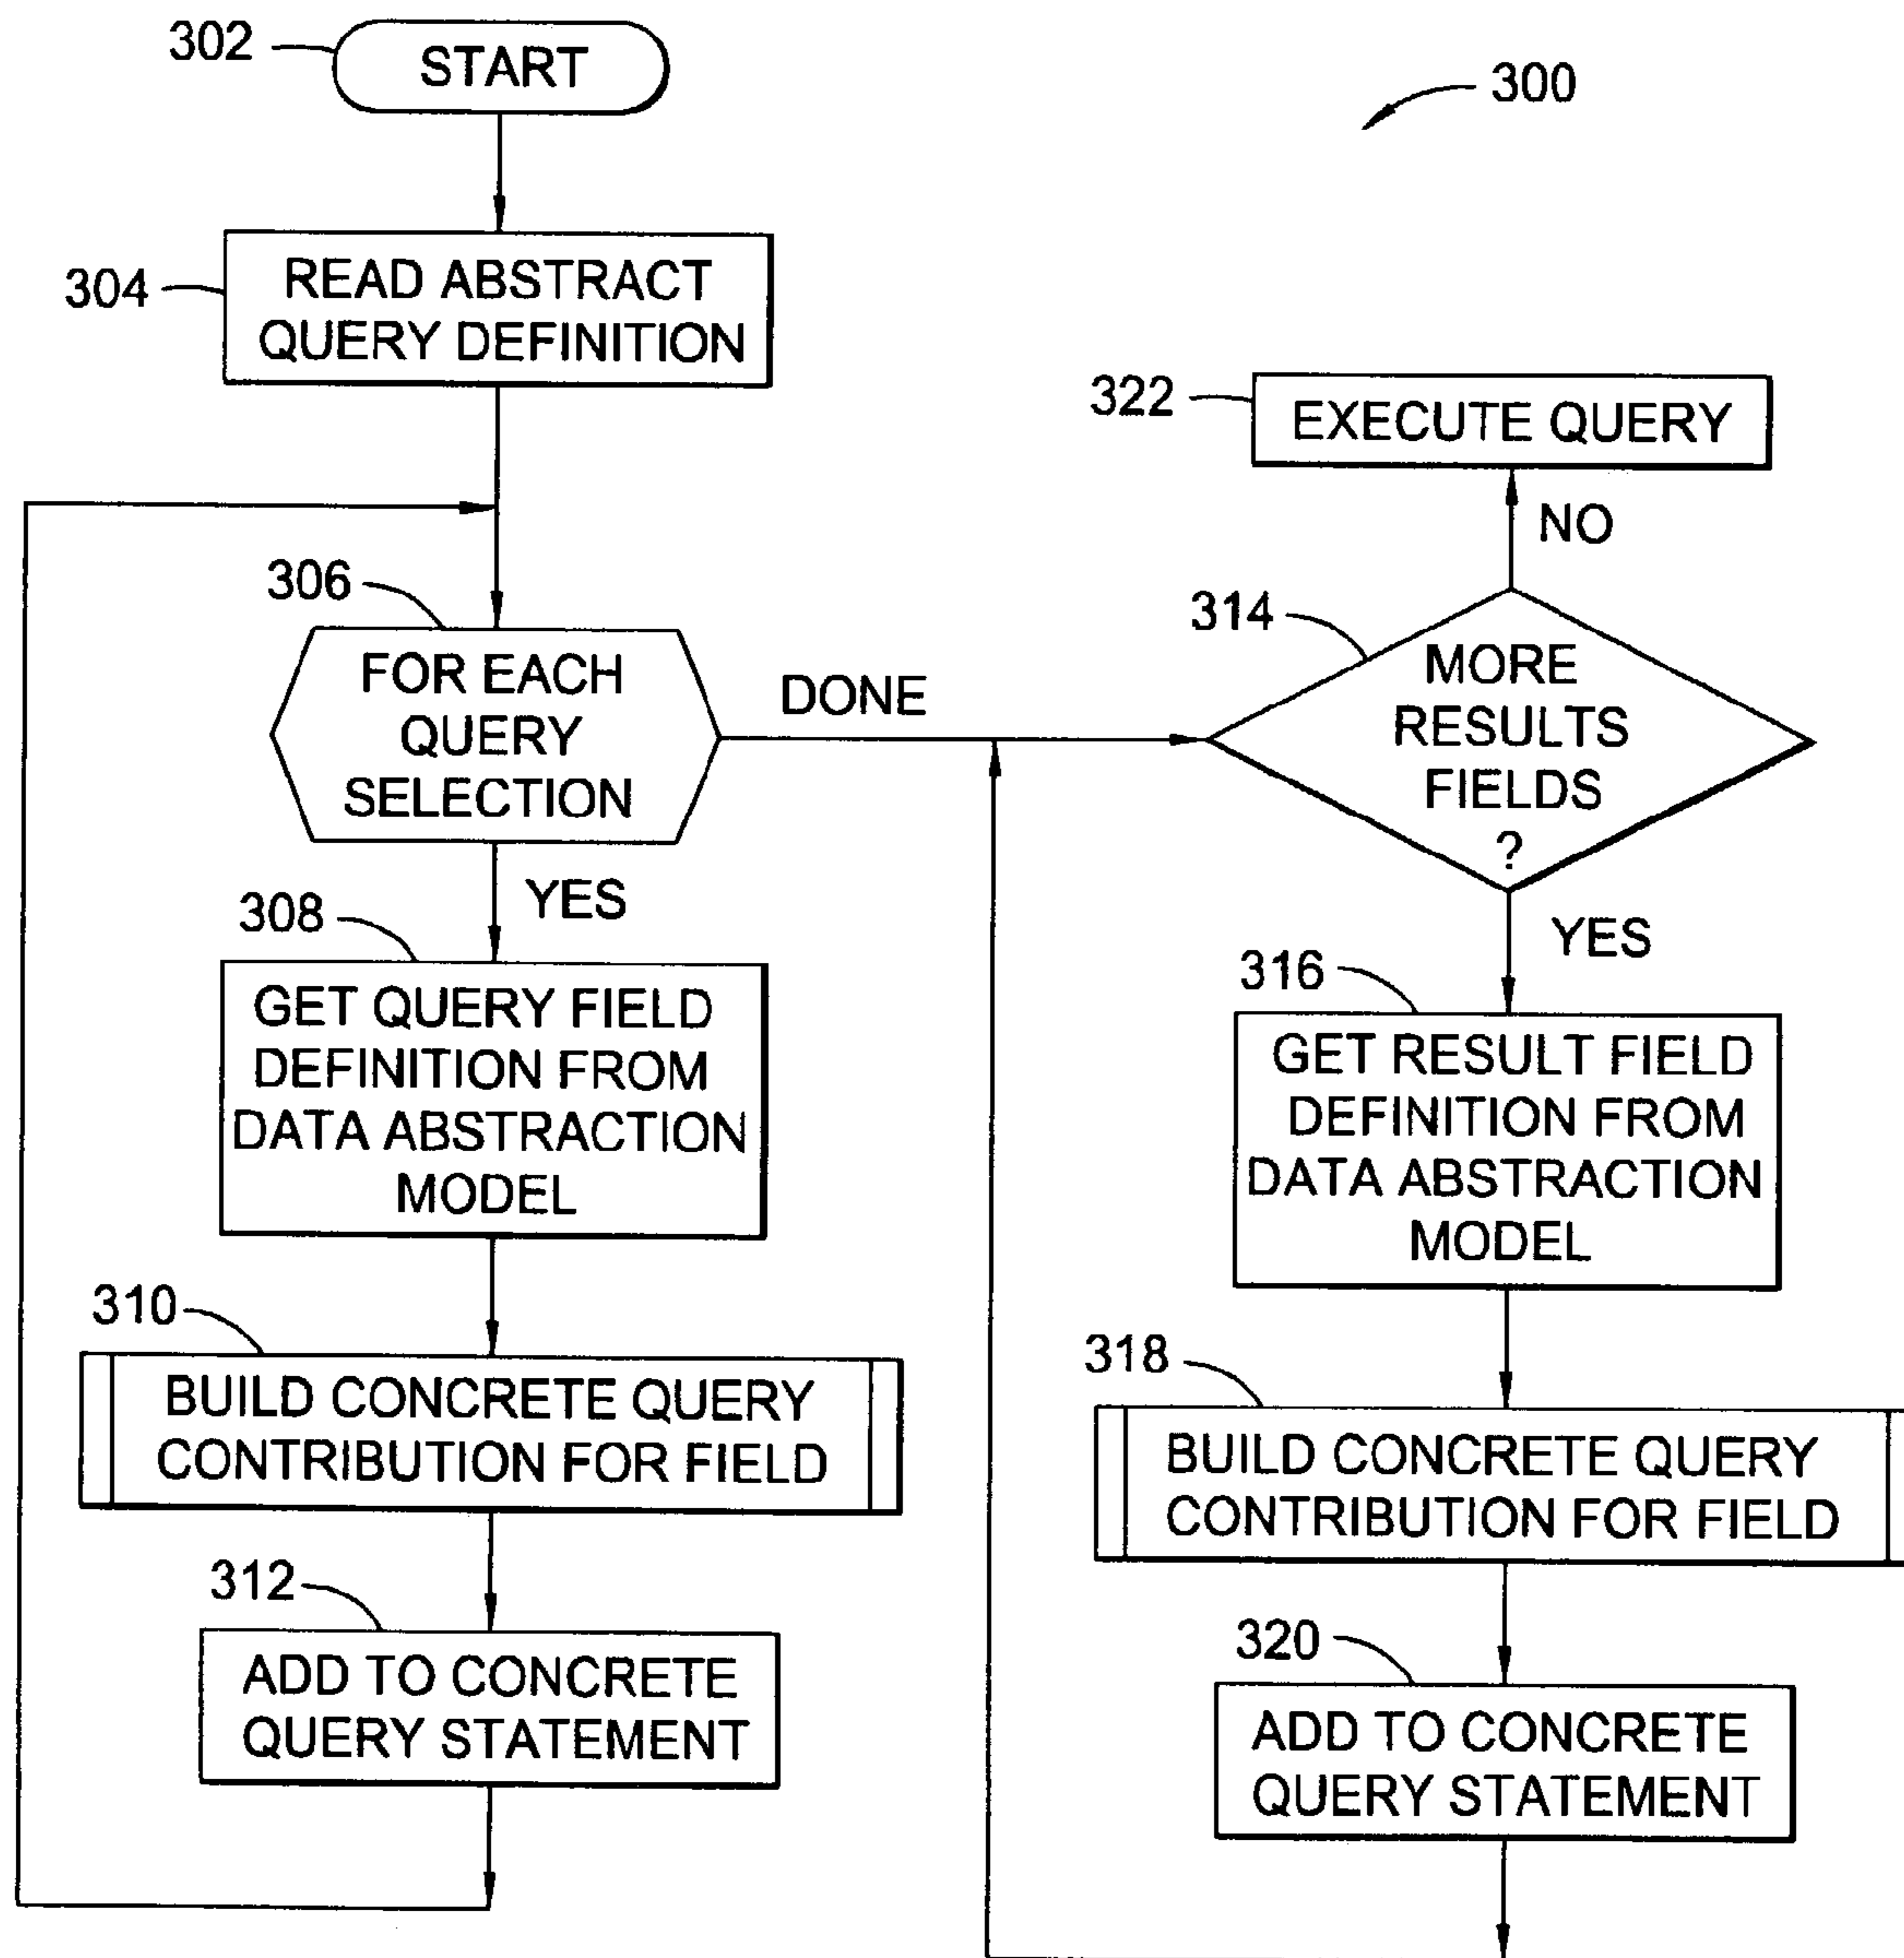 302
START
300
304
READ ABSTRACT
QUERY DEFINITION
322
EXECUTE QUERY
NO
306
FOR EACH
QUERY
SELECTION
DONE
314
MORE
RESULTS
FIELDS
?
YES
308
GET QUERY FIELD
DEFINITION FROM
DATA ABSTRACTION
MODEL
YES
316
GET RESULT FIELD
DEFINITION FROM
DATA ABSTRACTION
MODEL
310
BUILD CONCRETE QUERY
CONTRIBUTION FOR FIELD
318
BUILD CONCRETE QUERY
CONTRIBUTION FOR FIELD
312
ADD TO CONCRETE
QUERY STATEMENT
320
ADD TO CONCRETE
QUERY STATEMENT